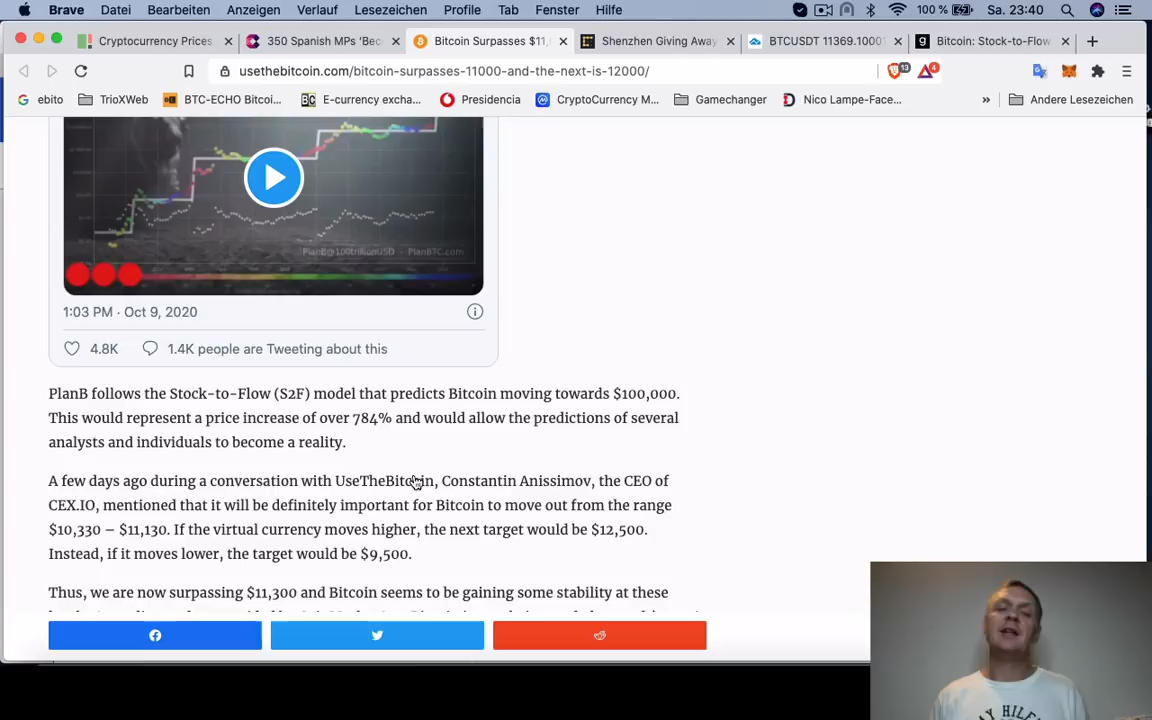 Brave Datei Bearbeiten Anzeigen Verlauf Lesezeichen Profile Tab Fenster Hilfe 100 % Sa. 23:40
Cryptocurrency Prices 350 Spanish MPs 'Bec Bitcoin Surpasses $11, Shenzhen Giving Away BTCUSDT 11369.10001 Bitcoin: Stock-to-Flow
usethebitcoin.com/bitcoin-surpasses-11000-and-the-next-is-12000/ 13 4
ebito TrioXWeb BTC-ECHO Bitcoi... E-currency excha... Presidencia CryptoCurrency M... Gamechanger Nico Lampe-Face... » Andere Lesezeichen
PlanB@100trillionUSD - PlanBTC.com
1:03 PM · Oct 9, 2020
4.8K 1.4K people are Tweeting about this
PlanB follows the Stock-to-Flow (S2F) model that predicts Bitcoin moving towards $100,000.
This would represent a price increase of over 784% and would allow the predictions of several
analysts and individuals to become a reality.
A few days ago during a conversation with UseTheBitcoin, Constantin Anissimov, the CEO of
CEX.IO, mentioned that it will be definitely important for Bitcoin to move out from the range
$10,330 – $11,130. If the virtual currency moves higher, the next target would be $12,500.
Instead, if it moves lower, the target would be $9,500.
Thus, we are now surpassing $11,300 and Bitcoin seems to be gaining some stability at these